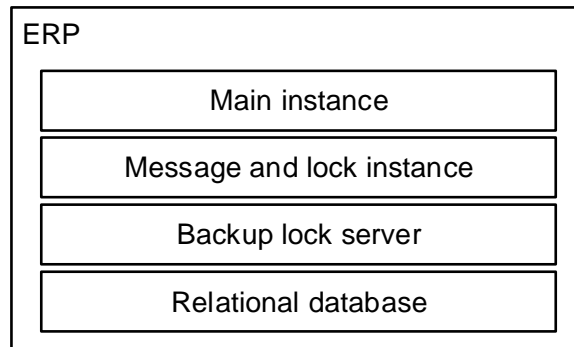 ERP
Main instance
Message and lock instance
Backup lock server
Relational database